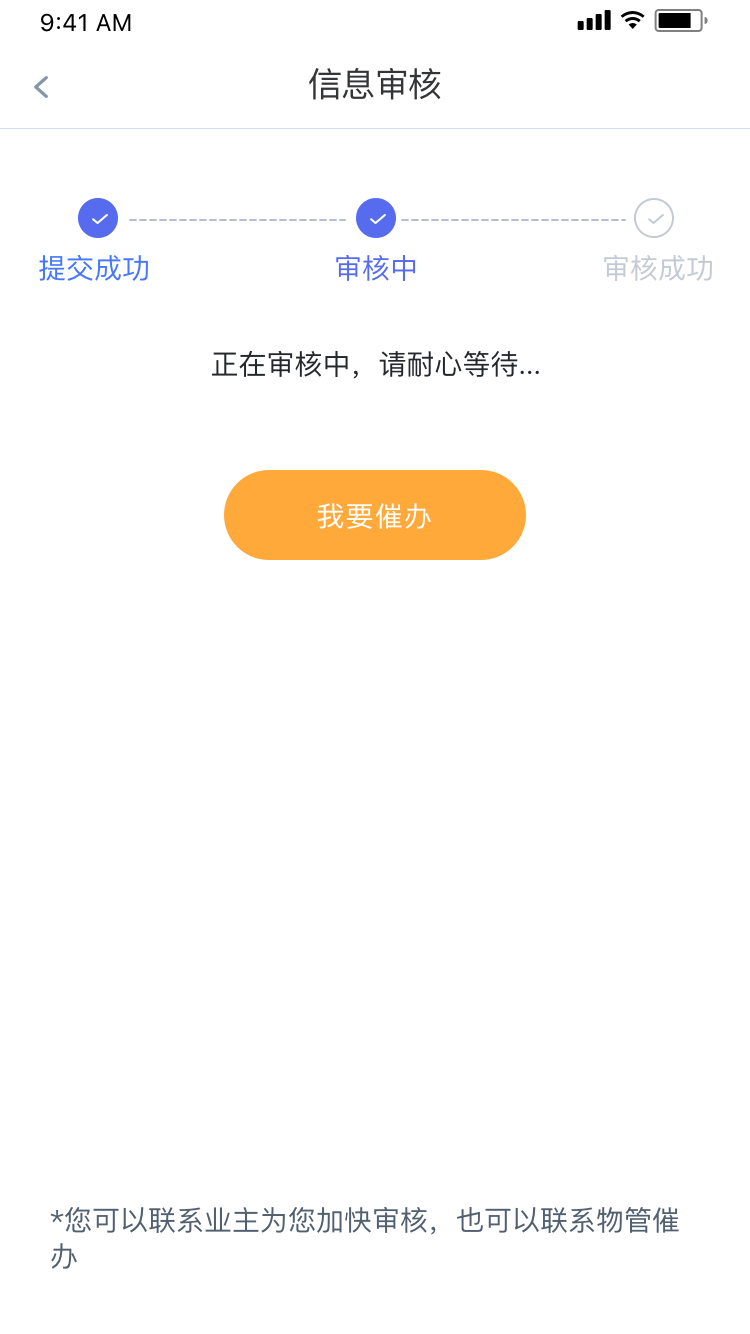 9:41 AM
信息审核
提交成功 审核中 审核成功
正在审核中，请耐心等待...
我要催办
*您可以联系业主为您加快审核，也可以联系物管催
办